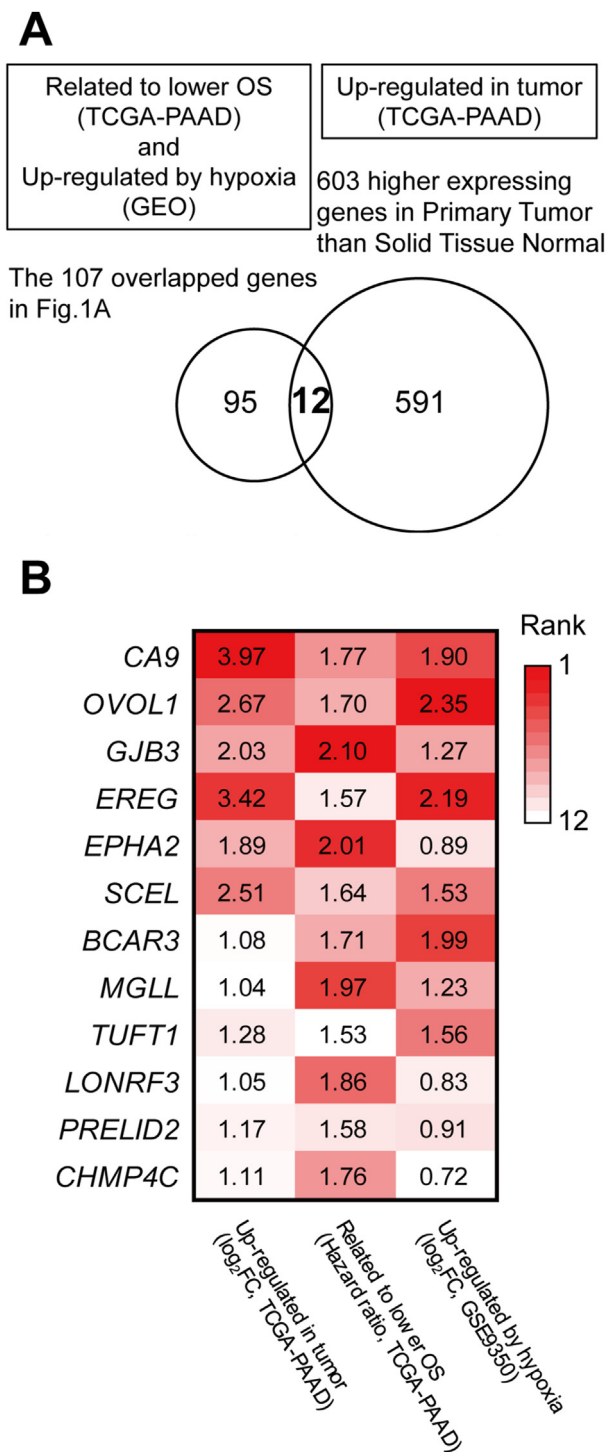 A
Related to lower OS
(TCGA-PAAD)
and
Up-regulated by hypoxia
(GEO)
Up-regulated in tumor
(TCGA-PAAD)
603 higher expressing
genes in Primary Tumor
than Solid Tissue Normal
The 107 overlapped genes
in Fig.1A
95 12 591
B
Rank
1
12
CA9 3.97 1.77 1.90
OVOL1 2.67 1.70 2.35
GJB3 2.03 2.10 1.27
EREG 3.42 1.57 2.19
EPHA2 1.89 2.01 0.89
SCEL 2.51 1.64 1.53
BCAR3 1.08 1.71 1.99
MGLL 1.04 1.97 1.23
TUFT1 1.28 1.53 1.56
LONRF3 1.05 1.86 0.83
PRELID2 1.17 1.58 0.91
CHMP4C 1.11 1.76 0.72
Up-regulated in tumor
(log₂FC, TCGA-PAAD)
Related to low er OS
(Hazard ratio, TCGA-PAAD)
Up-regulated by hypoxia
(log₂FC, GSE9350)